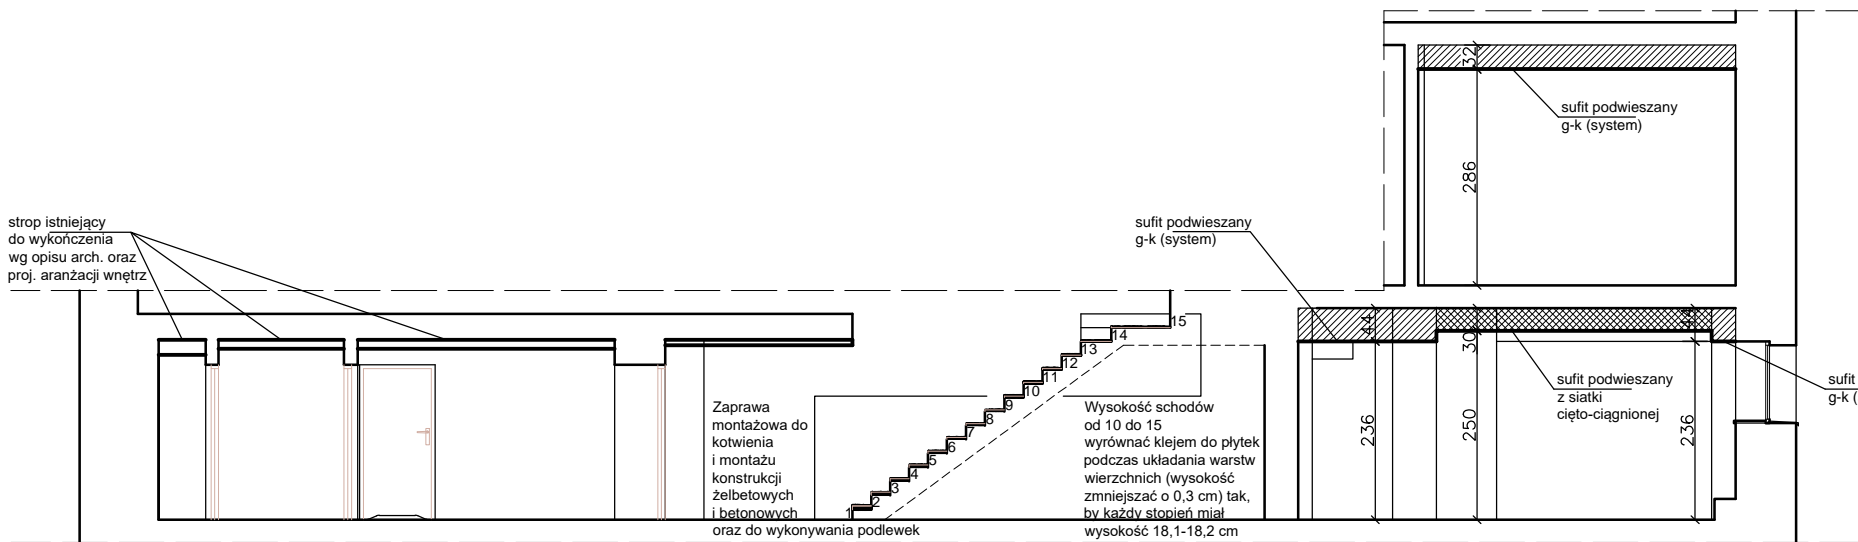 32
sufit podwieszany
g-k (system)
286
strop istniejący
do wykończenia
wg opisu arch. oraz
proj. aranżacji wnętrz
sufit podwieszany
g-k (system)
44
30
44
236
250
236
sufit podwieszany
z siatki
cięto-ciągnionej
sufit
g-k (
Zaprawa
montażowa do
kotwienia
i montażu
konstrukcji
żelbetowych
i betonowych
oraz do wykonywania podlewek
1
2
3
4
5
6
7
8
9
10
11
12
13
14
15
Wysokość schodów
od 10 do 15
wyrównać klejem do płytek
podczas układania warstw
wierzchnich (wysokość
zmniejszać o 0,3 cm) tak,
by każdy stopień miał
wysokość 18,1-18,2 cm